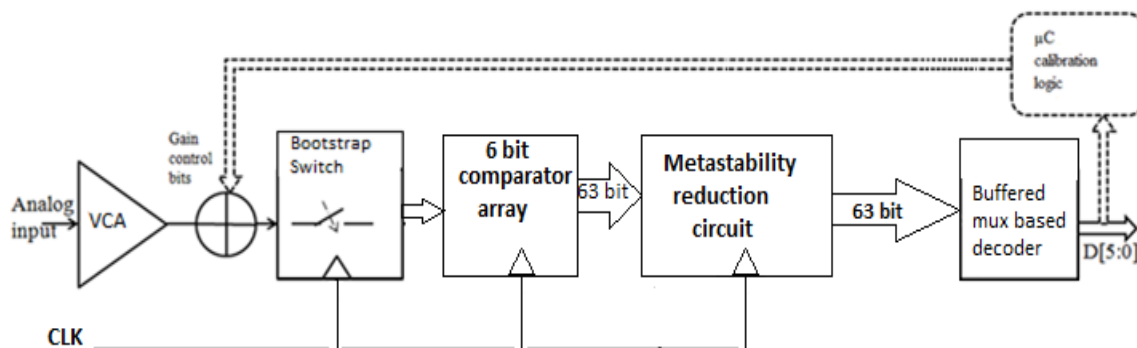 µC
calibration
logic
Gain
control
bits
Analog
input
VCA
Bootstrap
Switch
6 bit
comparator
array
63 bit
Metastability
reduction
circuit
63 bit
Buffered
mux based
decoder
D[5:0]
CLK